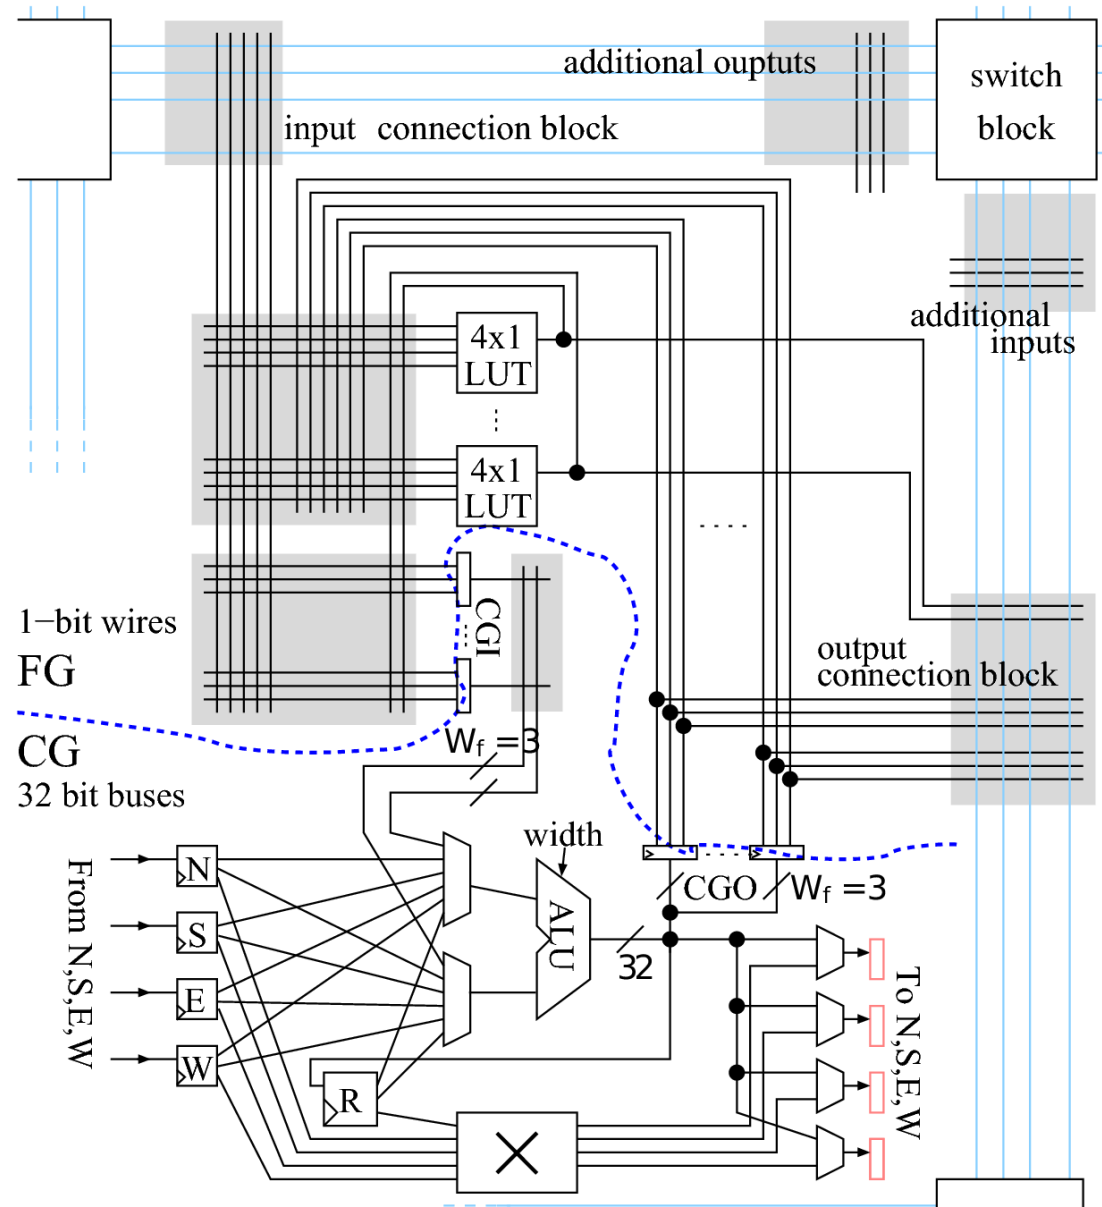 additional ouptuts
switch
block
input connection block
additional
inputs
4x1
LUT
4x1
LUT
CGI
1−bit wires
FG
output
connection block
CG
32 bit buses
Wf =3
width
From N,S,E,W
N
S
E
W
R
ALU
32
CGO
Wf =3
To N,S,E,W